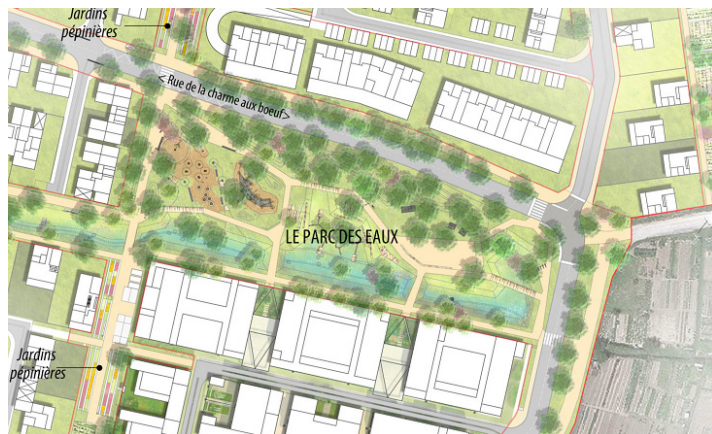 Jardins
pépinières
< Rue de la charme aux boeuf>
LE PARC DES EAUX
Jardins
pépinières